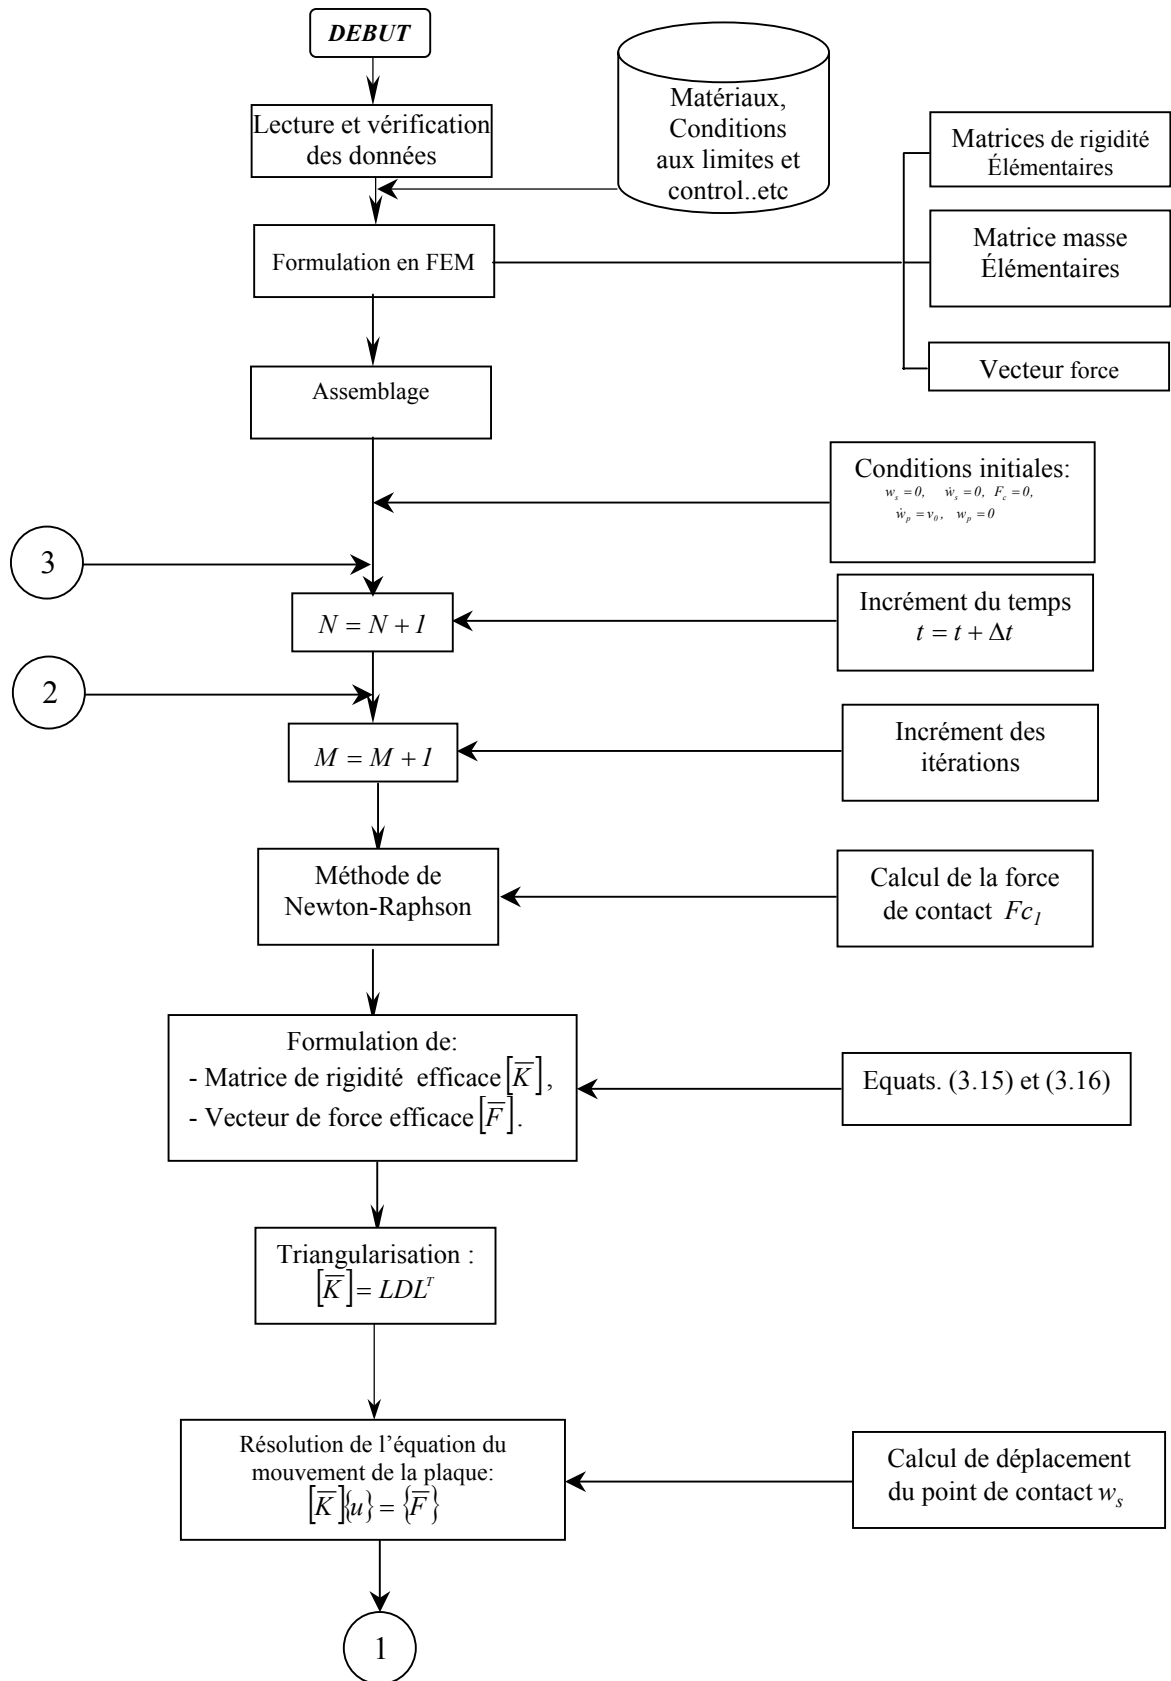 DEBUT
Lecture et vérification
des données
Matériaux,
Conditions
aux limites et
control..etc
Matrices de rigidité
Élémentaires
Formulation en FEM
Matrice masse
Élémentaires
Vecteur force
Assemblage
Conditions initiales:
w_s = 0, ẇ_s = 0, F_c = 0,
ẇ_p = v_0, w_p = 0
3
N = N + 1
Incrément du temps
t = t + Δt
2
M = M + 1
Incrément des
itérations
Méthode de
Newton-Raphson
Calcul de la force
de contact Fc_1
Formulation de:
- Matrice de rigidité efficace [K̅],
- Vecteur de force efficace [F̅].
Equats. (3.15) et (3.16)
Triangularisation :
[K̅] = LDL^T
Résolution de l’équation du
mouvement de la plaque:
[K̅]{u} = {F̅}
Calcul de déplacement
du point de contact w_s
1